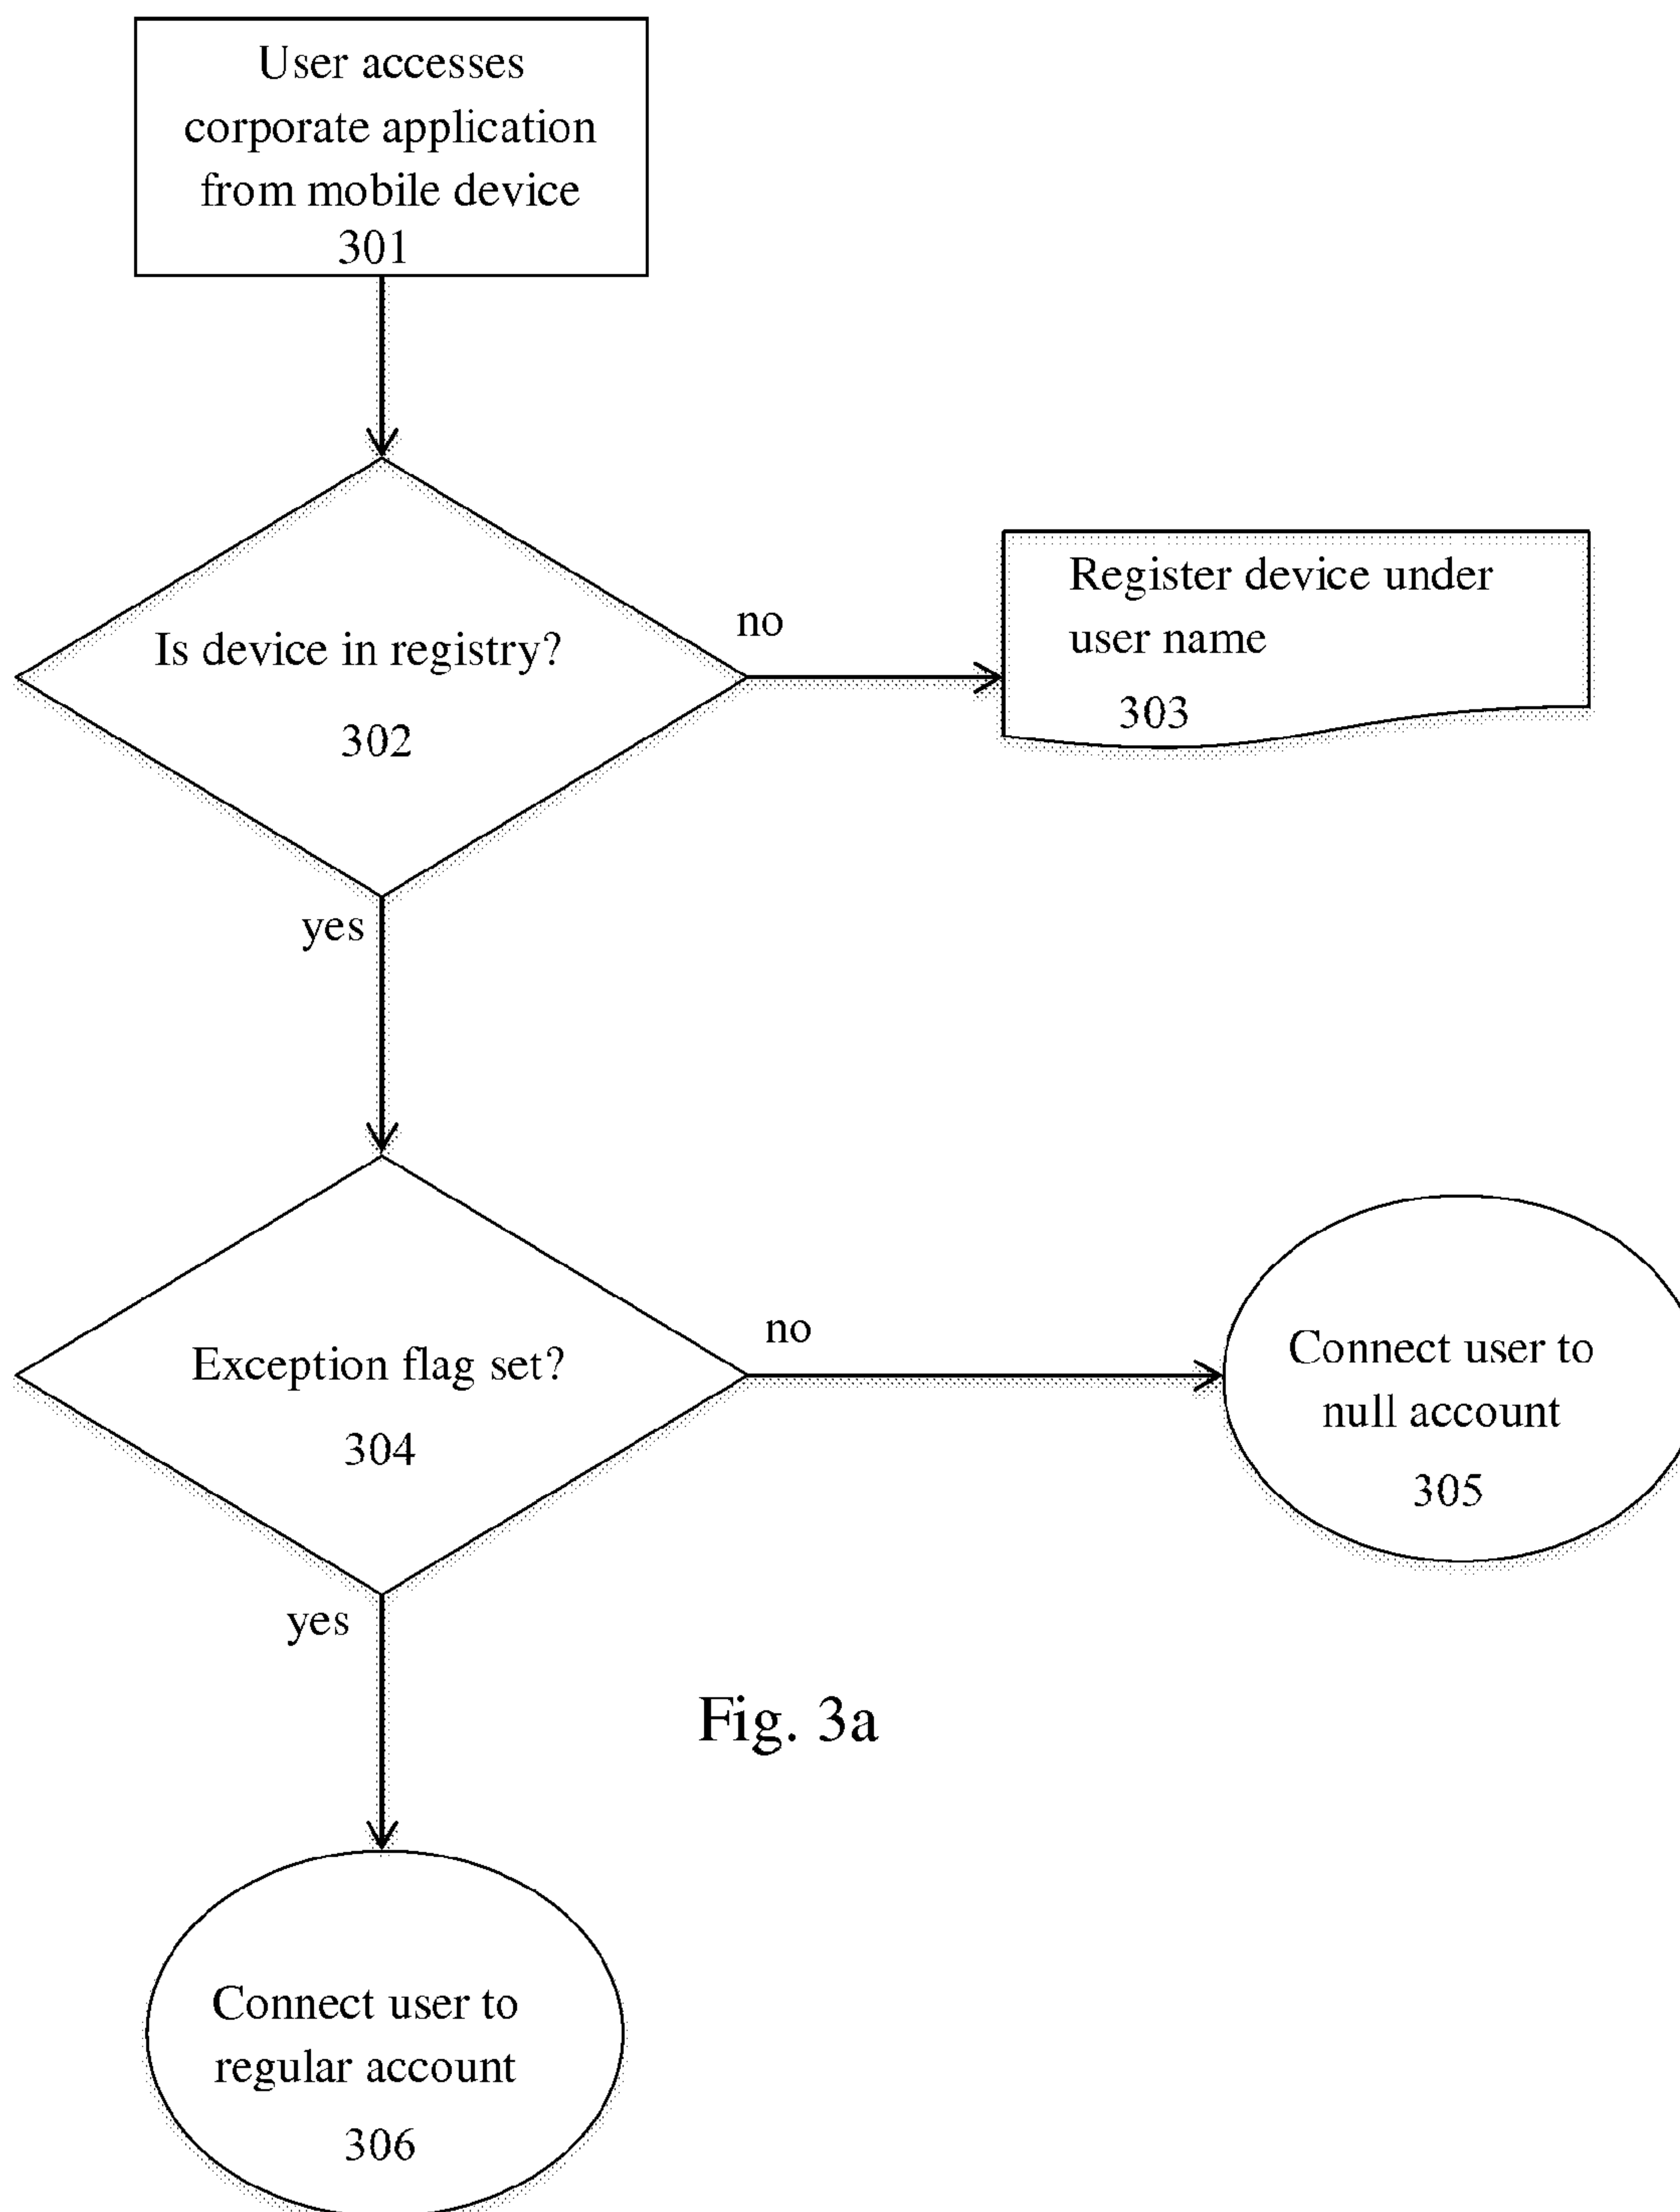 User accesses
corporate application
from mobile device
301
Is device in registry?
302
no
Register device under
user name
303
yes
Exception flag set?
304
no
Connect user to
null account
305
yes
Fig. 3a
Connect user to
regular account
306